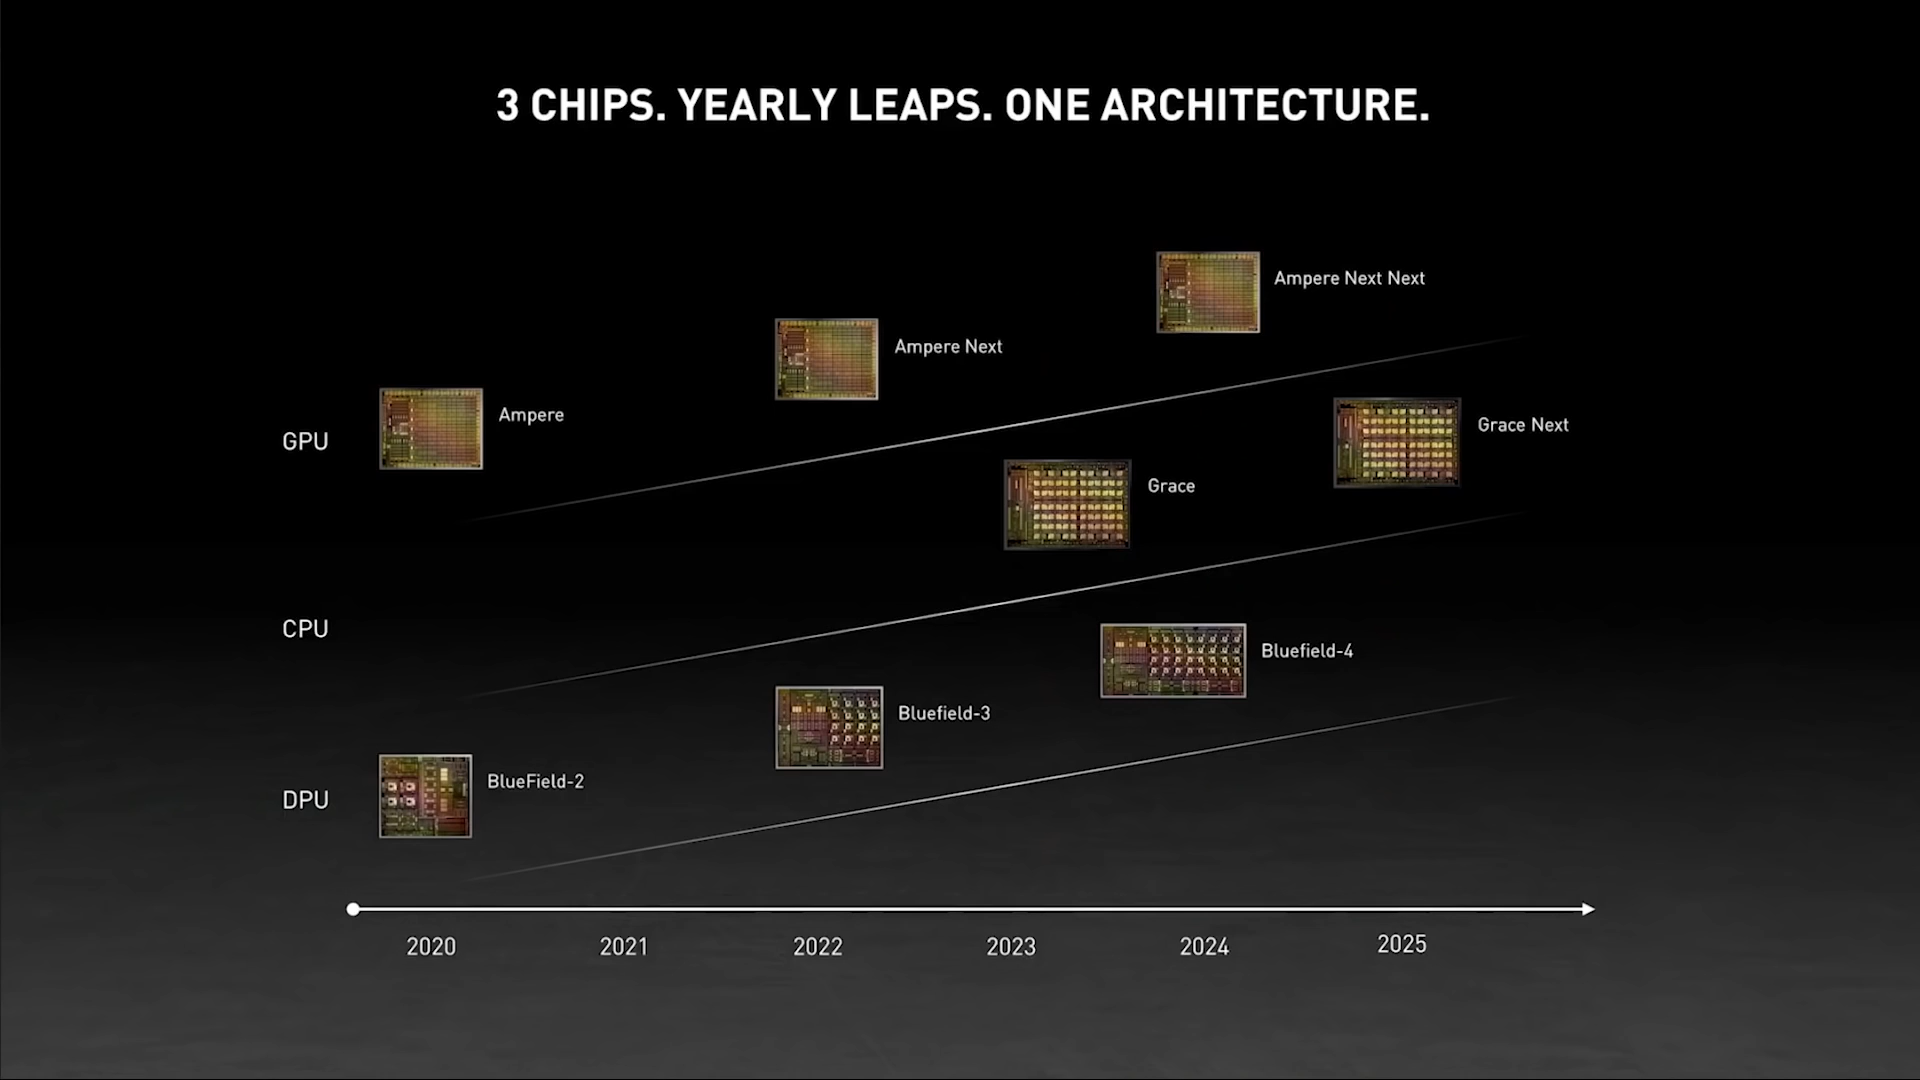 3 CHIPS. YEARLY LEAPS. ONE ARCHITECTURE.
Ampere Next Next
Ampere Next
Ampere
GPU
Grace Next
Grace
CPU
Bluefield-4
Bluefield-3
BlueField-2
DPU
2020 2021 2022 2023 2024 2025